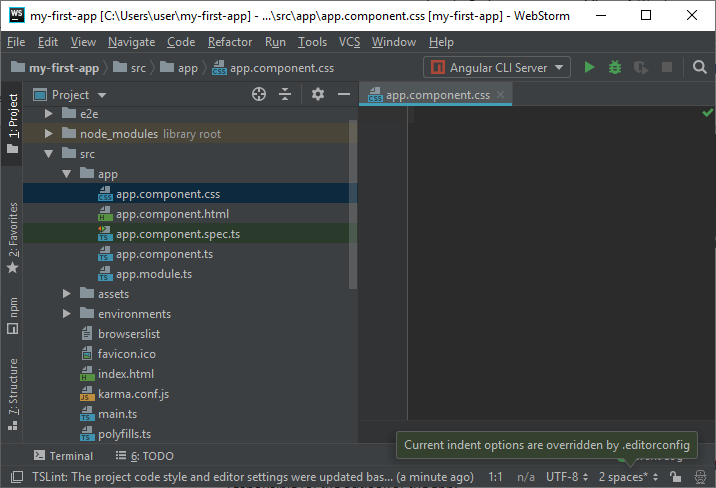 WS my-first-app [C:\Users\user\my-first-app] - ...\src\app\app.component.css [my-first-app] - WebStorm
File Edit View Navigate Code Refactor Run Tools VCS Window Help
my-first-app src app app.component.css Angular CLI Server
1: Project
Project
app.component.css
e2e
node_modules library root
src
app
app.component.css
app.component.html
app.component.spec.ts
app.component.ts
app.module.ts
assets
environments
browserslist
favicon.ico
index.html
karma.conf.js
main.ts
polyfills.ts
2: Favorites
npm
7: Structure
Current indent options are overridden by .editorconfig
Terminal 6: TODO
TSLint: The project code style and editor settings were updated bas... (a minute ago) 1:1 n/a UTF-8 2 spaces*